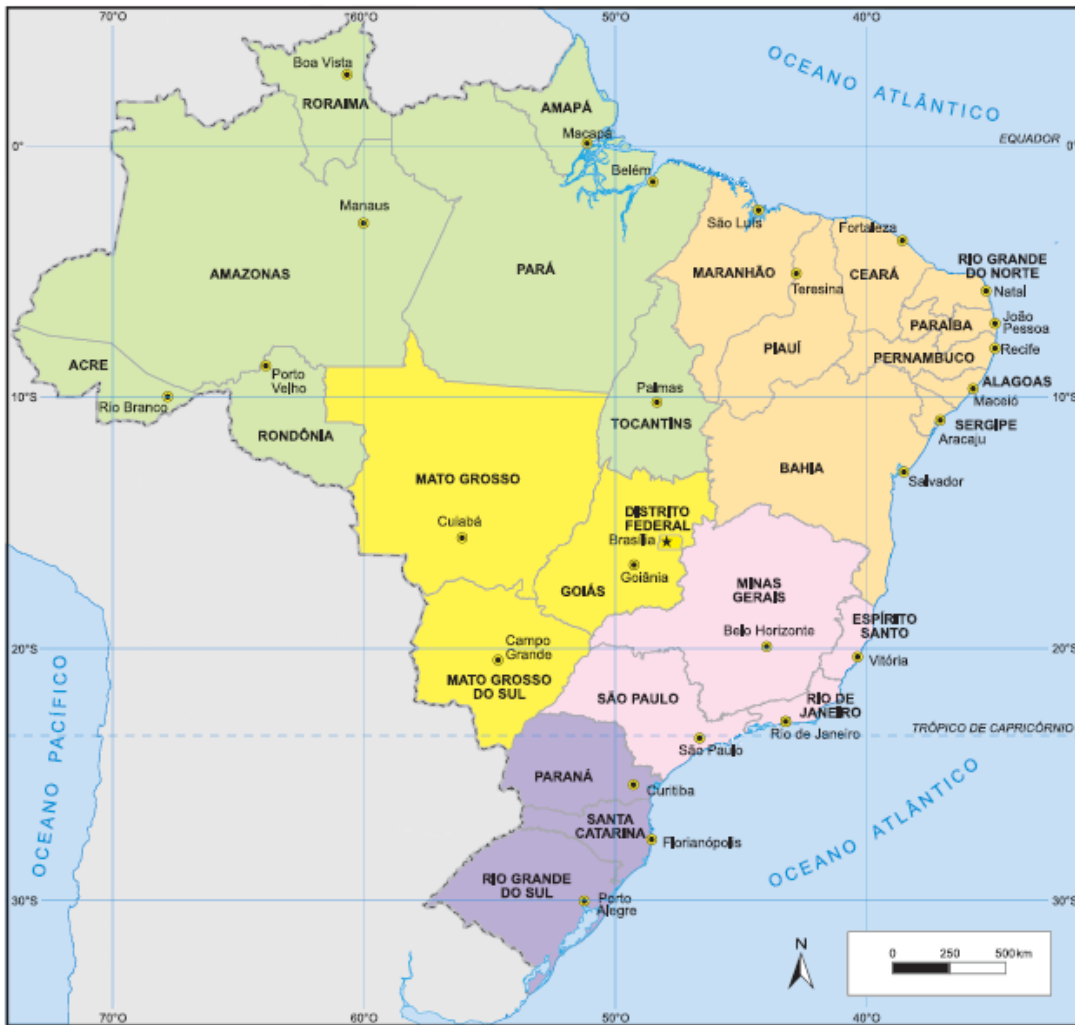 70°O
60°O
50°O
40°O
OCEANO ATLÂNTICO
Boa Vista
RORAIMA
AMAPÁ
Macapá
EQUADOR
0°
0°
Belém
Manaus
São Luís
Fortaleza
AMAZONAS
PARÁ
MARANHÃO
CEARÁ
RIO GRANDE
DO NORTE
Teresina
Natal
João
Pessoa
PARAÍBA
PIAUÍ
PERNAMBUCO
Recife
ACRE
Porto
Velho
Palmas
ALAGOAS
Maceió
10°S
10°S
Rio Branco
TOCANTINS
SERGIPE
Aracaju
RONDÔNIA
MATO GROSSO
BAHIA
Salvador
DISTRITO
FEDERAL
Cuiabá
Brasília
Goiânia
GOIÁS
MINAS
GERAIS
ESPÍRITO
SANTO
Belo Horizonte
Campo
Grande
20°S
20°S
Vitória
MATO GROSSO
DO SUL
SÃO PAULO
RIO DE
JANEIRO
TRÓPICO DE CAPRICÓRNIO
Rio de Janeiro
São Paulo
OCEANO PACÍFICO
PARANÁ
Curitiba
OCEANO ATLÂNTICO
SANTA
CATARINA
Florianópolis
RIO GRANDE
DO SUL
30°S
30°S
Porto
Alegre
N
0 250 500km
70°O
60°O
50°O
40°O